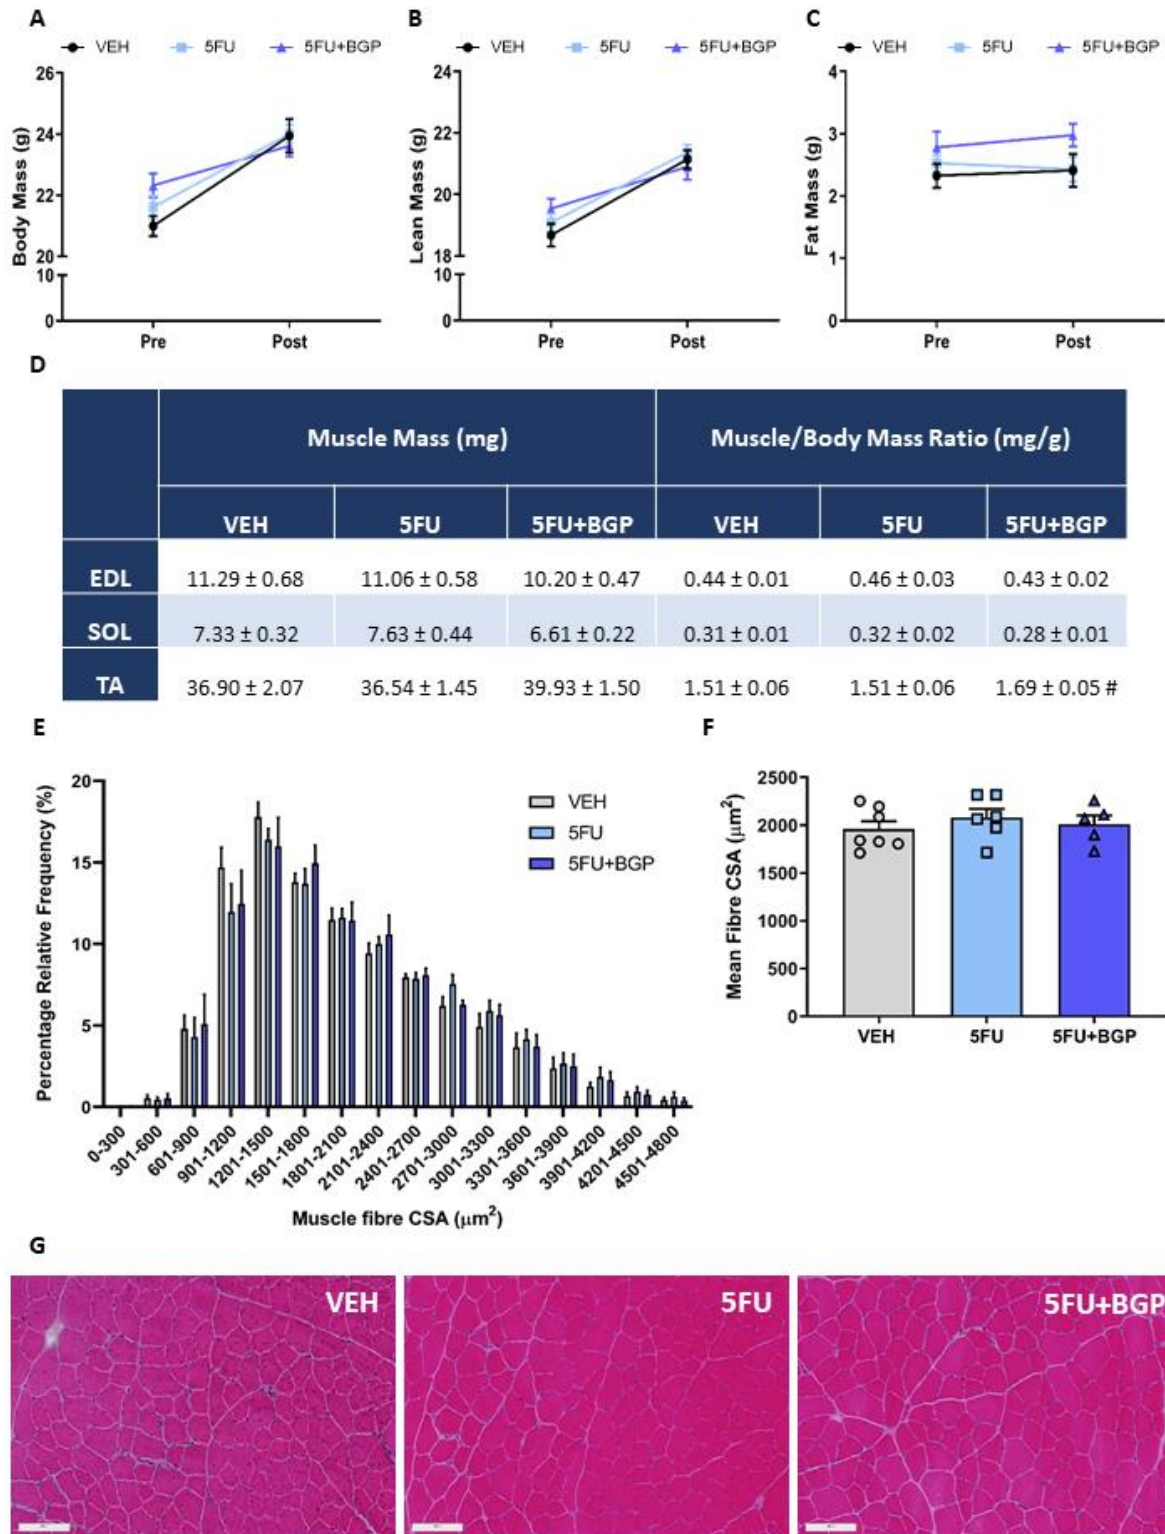 A
VEH 5FU 5FU+BGP
Body Mass (g)
26
24
22
20
10
0
Pre Post
B
VEH 5FU 5FU+BGP
Lean Mass (g)
24
22
20
18
10
0
Pre Post
C
VEH 5FU 5FU+BGP
Fat Mass (g)
4
3
2
1
0
Pre Post
D
Muscle Mass (mg) Muscle/Body Mass Ratio (mg/g)
VEH 5FU 5FU+BGP VEH 5FU 5FU+BGP
EDL 11.29 ± 0.68 11.06 ± 0.58 10.20 ± 0.47 0.44 ± 0.01 0.46 ± 0.03 0.43 ± 0.02
SOL 7.33 ± 0.32 7.63 ± 0.44 6.61 ± 0.22 0.31 ± 0.01 0.32 ± 0.02 0.28 ± 0.01
TA 36.90 ± 2.07 36.54 ± 1.45 39.93 ± 1.50 1.51 ± 0.06 1.51 ± 0.06 1.69 ± 0.05 #
E
Percentage Relative Frequency (%)
20
15
10
5
0
VEH
5FU
5FU+BGP
0-300 301-600 601-900 901-1200 1201-1500 1501-1800 1801-2100 2101-2400 2401-2700 2701-3000 3001-3300 3301-3600 3601-3900 3901-4200 4201-4500 4501-4800
Muscle fibre CSA (μm²)
F
Mean Fibre CSA (μm²)
2500
2000
1500
1000
500
0
VEH 5FU 5FU+BGP
G
VEH 5FU 5FU+BGP